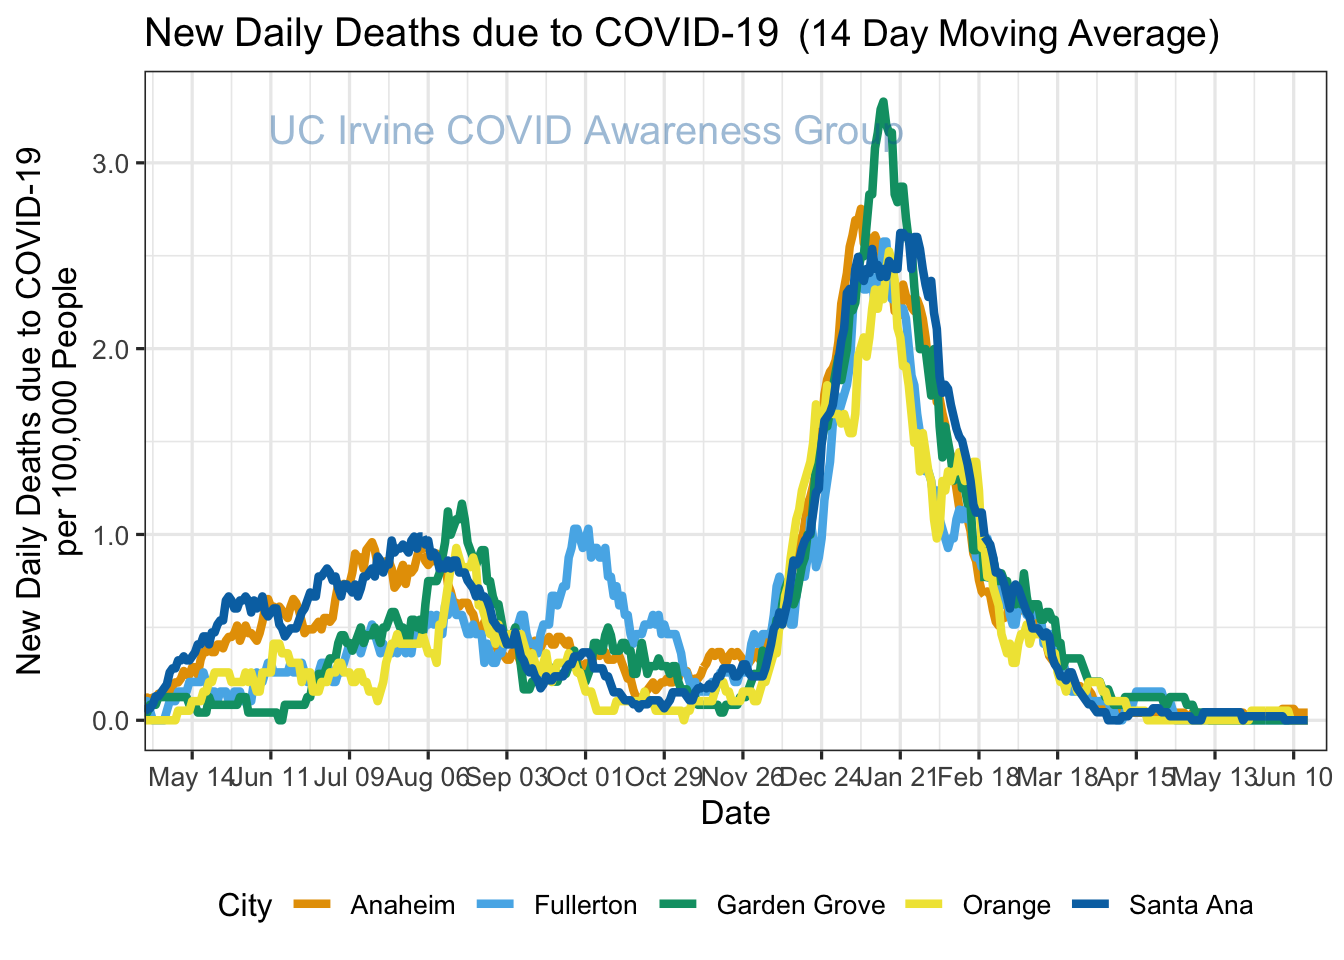 New Daily Deaths due to COVID-19 (14 Day Moving Average)
UC Irvine COVID Awareness Group
New Daily Deaths due to COVID-19
per 100,000 People
3.0
2.0
1.0
0.0
May 14 Jun 11 Jul 09 Aug 06 Sep 03 Oct 01 Oct 29 Nov 26 Dec 24 Jan 21 Feb 18 Mar 18 Apr 15 May 13 Jun 10
Date
City Anaheim Fullerton Garden Grove Orange Santa Ana